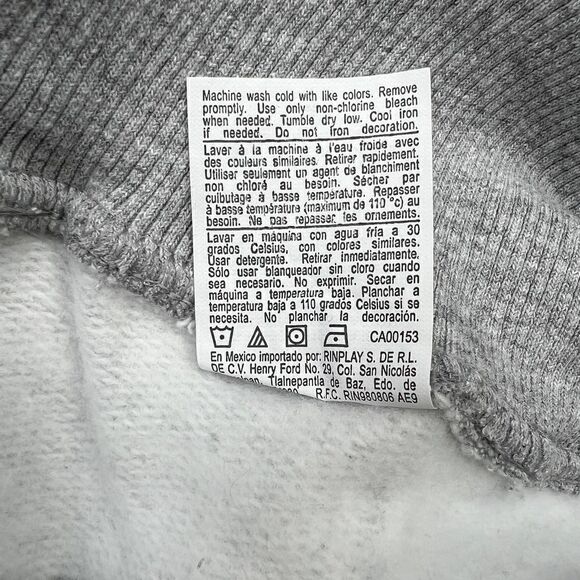 Machine wash cold with like colors. Remove
promptly. Use only non-chlorine bleach
when needed. Tumble dry low. Cool iron
if needed. Do not iron decoration.
Laver à la machine à l'eau froide avec
des couleurs similaires. Retirer rapidement.
Utiliser seulement un agent de blanchiment
non chloré au besoin. Sécher par
culbutage à basse température. Repasser
à basse température (maximum de 110 °c) au
besoin. Ne pas repasser les ornements.
Lavar en máquina con agua fria a 30
grados Celsius, con colores similares.
Usar detergente. Retirar inmediatamente.
Sólo usar blanqueador sin cloro cuando
sea necesario. No exprimir. Secar en
máquina a temperatura baja. Planchar a
temperatura baja a 110 grados Celsius si se
necesita. No planchar la decoración.
CA00153
En Mexico importado por: RINPLAY S. DE R.L.
DE C.V. Henry Ford No. 29, Col. San Nicolás
Tlalnepantla de Baz, Edo. de
R.F.C. RIN980806 AE9